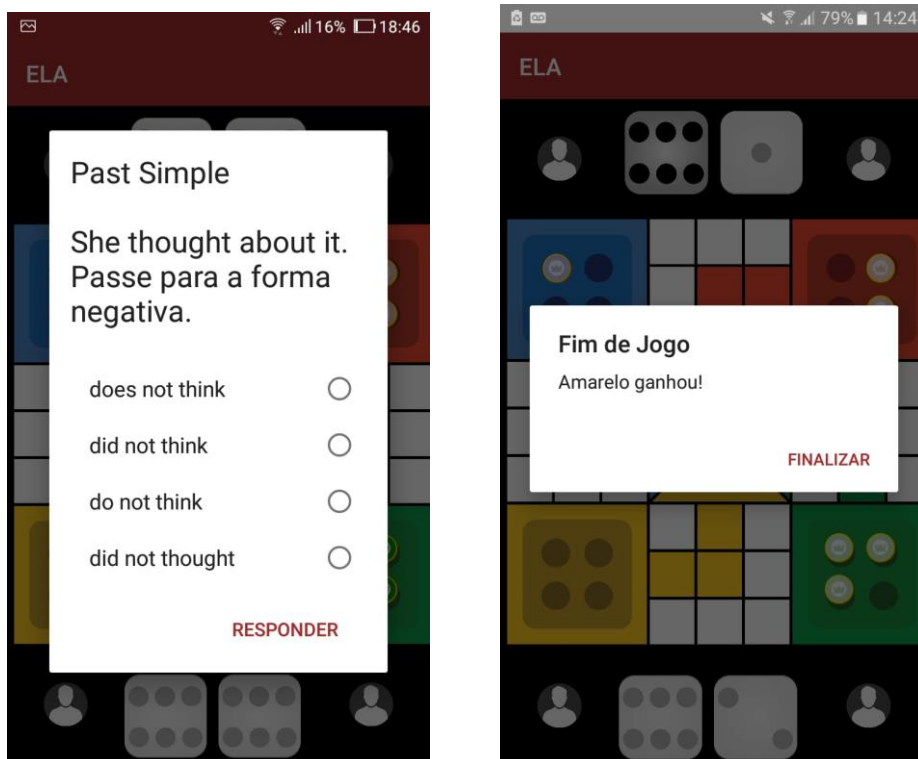 16% 18:46
ELA
Past Simple
She thought about it.
Passe para a forma
negativa.
does not think
did not think
do not think
did not thought
RESPONDER
79% 14:24
ELA
Fim de Jogo
Amarelo ganhou!
FINALIZAR